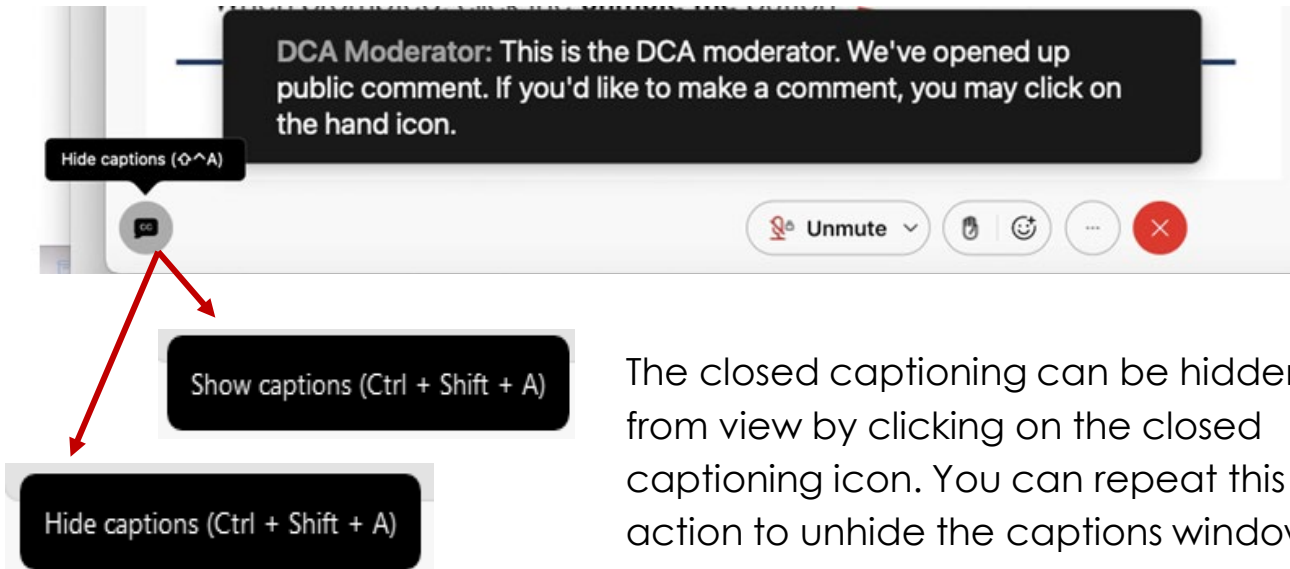 DCA Moderator: This is the DCA moderator. We've opened up
public comment. If you'd like to make a comment, you may click on
the hand icon.
Hide captions (⇧^A)
CC
Unmute
Show captions (Ctrl + Shift + A)
Hide captions (Ctrl + Shift + A)
The closed captioning can be hidden
from view by clicking on the closed
captioning icon. You can repeat this
action to unhide the captions window